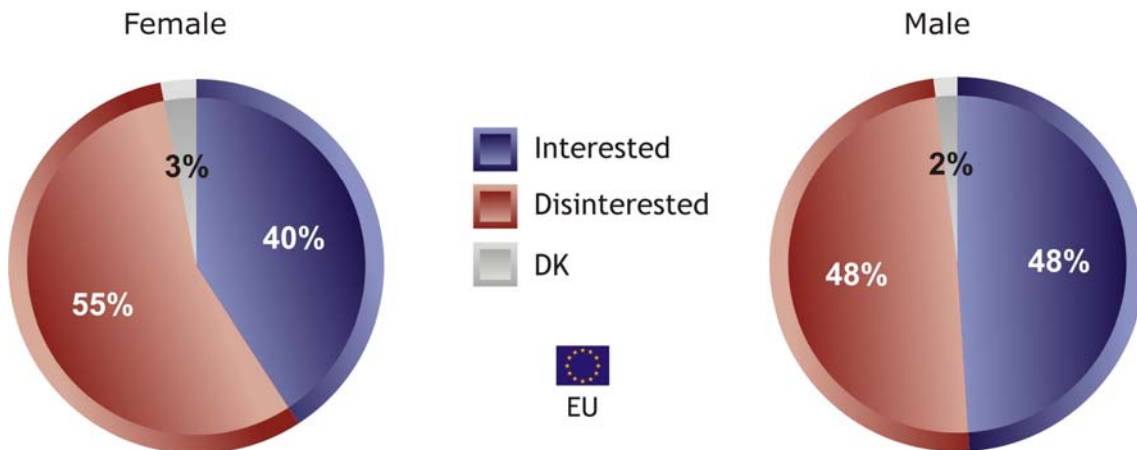 Female
Male
3%
40%
55%
Interested
Disinterested
DK
EU
2%
48%
48%